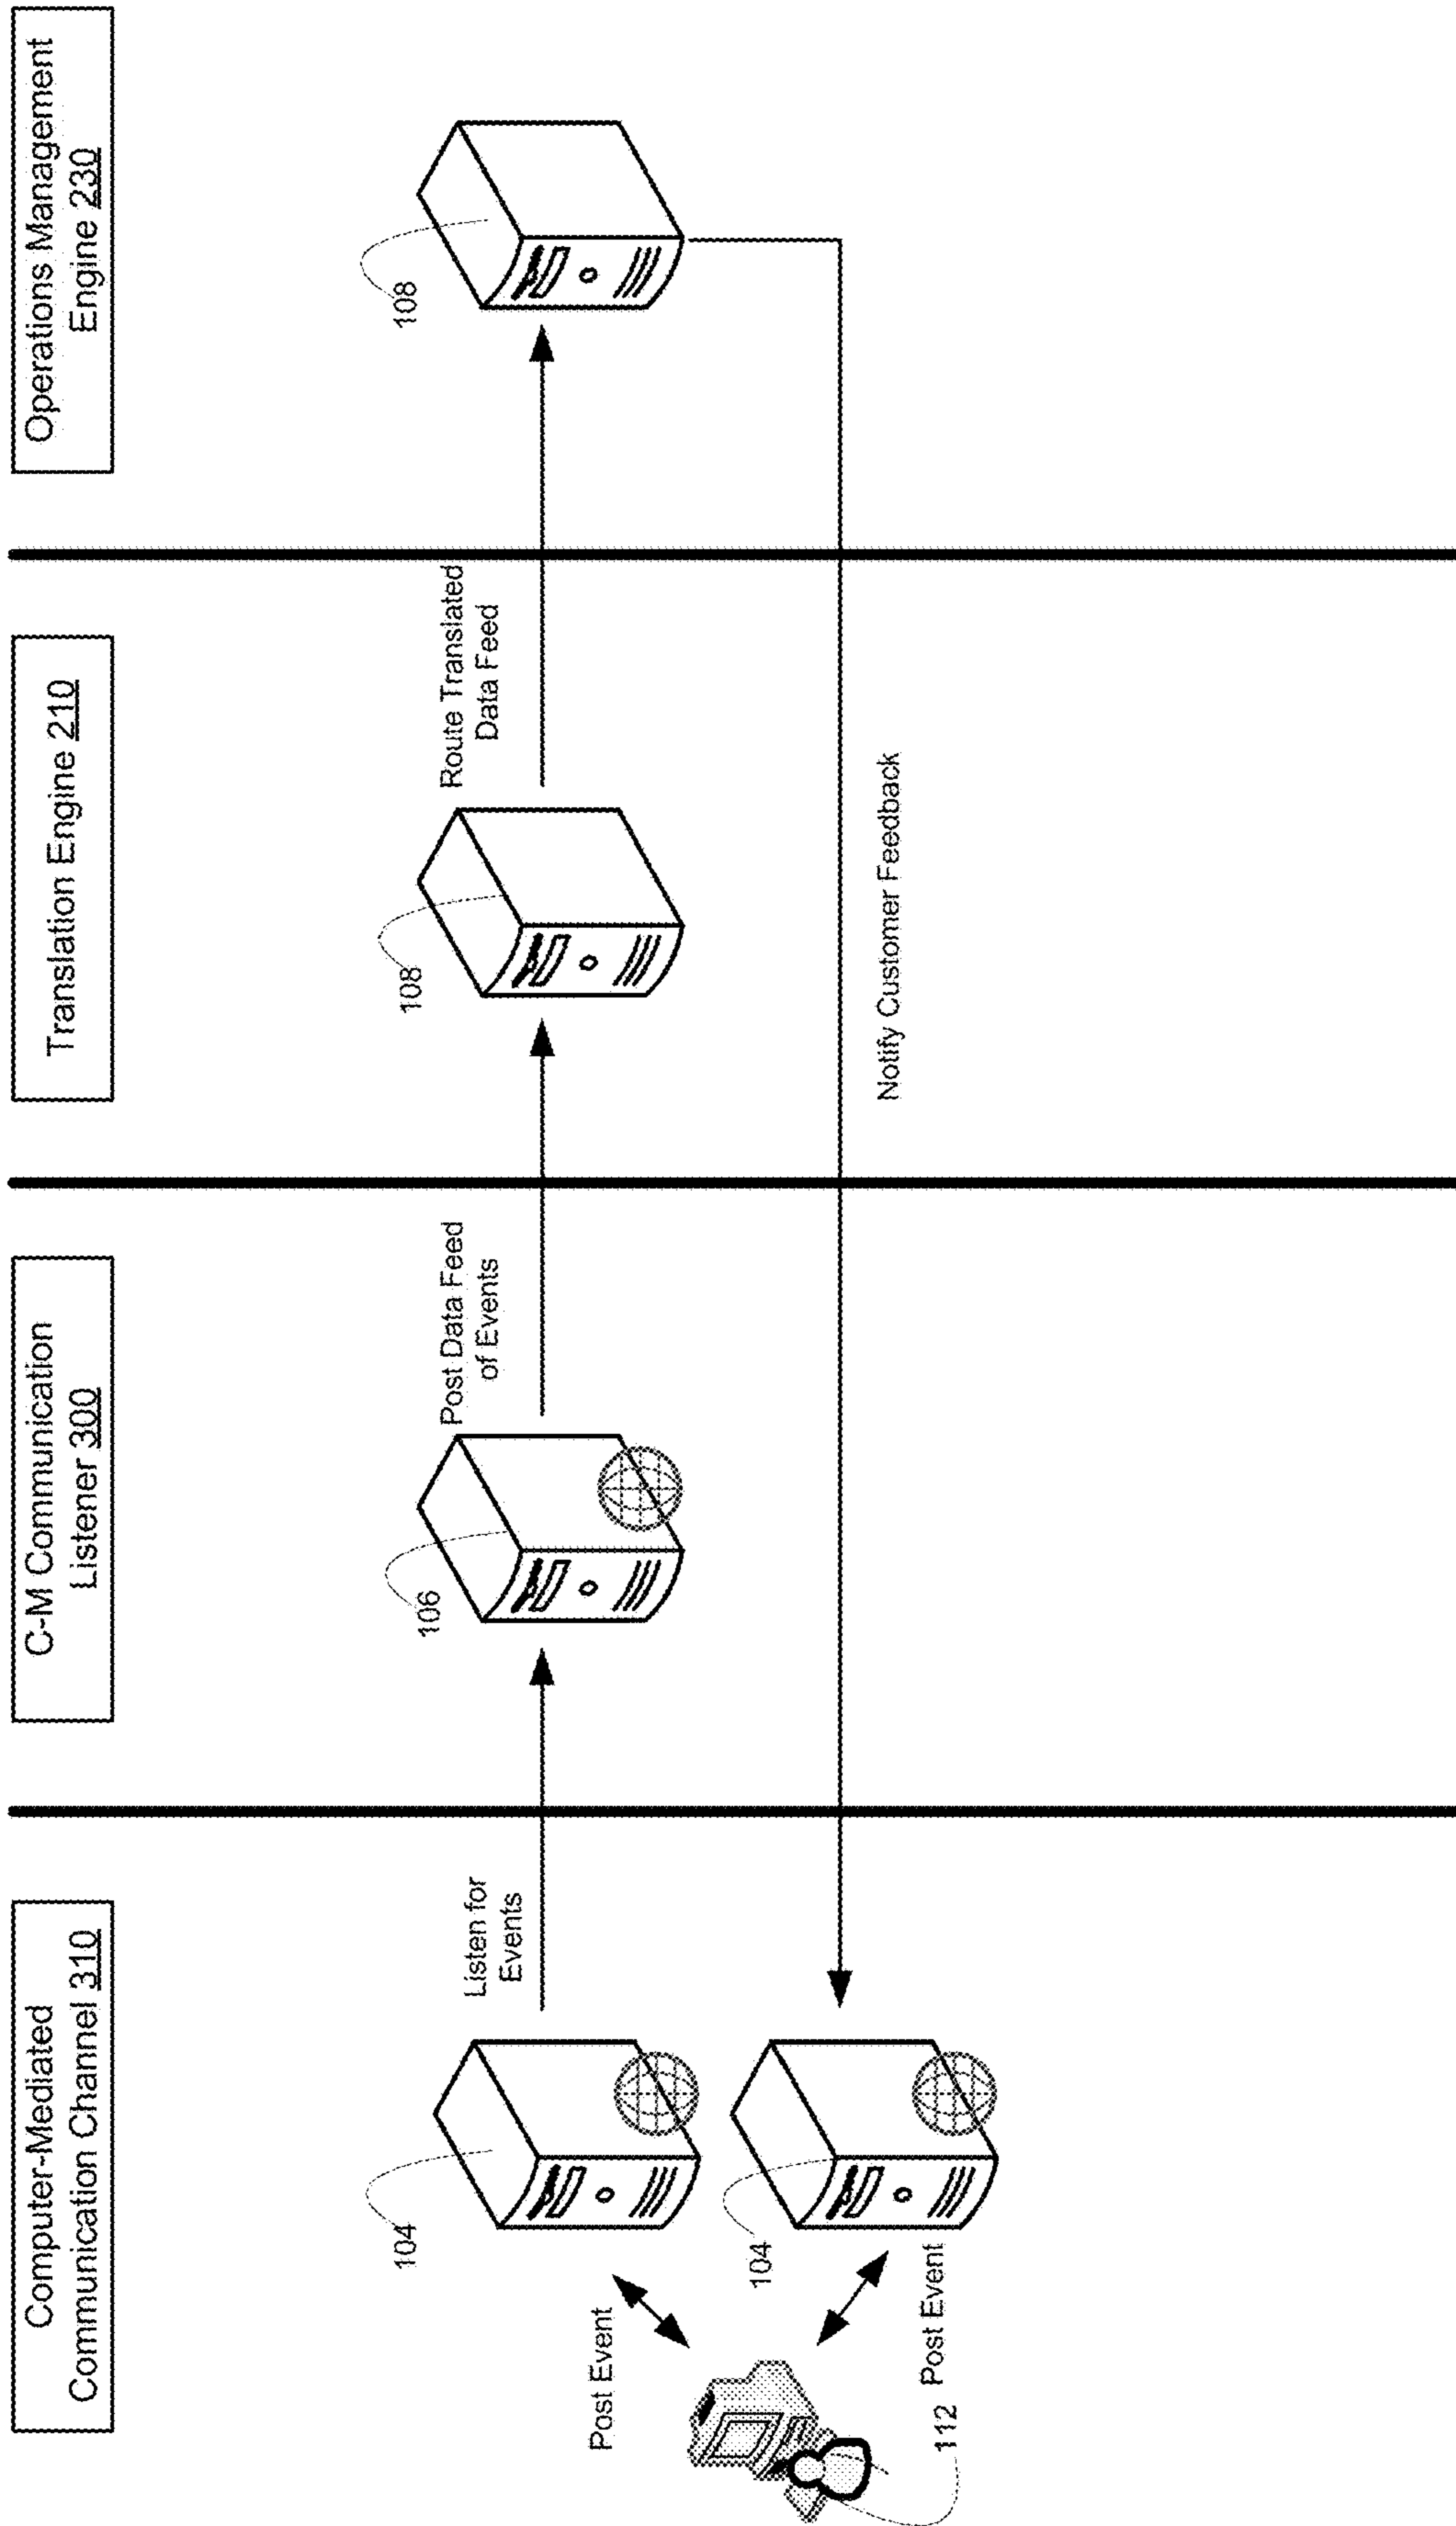 Computer-Mediated
Communication Channel 310
C-M Communication
Listener 300
Translation Engine 210
Operations Management
Engine 230
104
Listen for
Events
106
Post Data Feed
of Events
108
Route Translated
Data Feed
108
Post Event
104
Post Event
112
Notify Customer Feedback